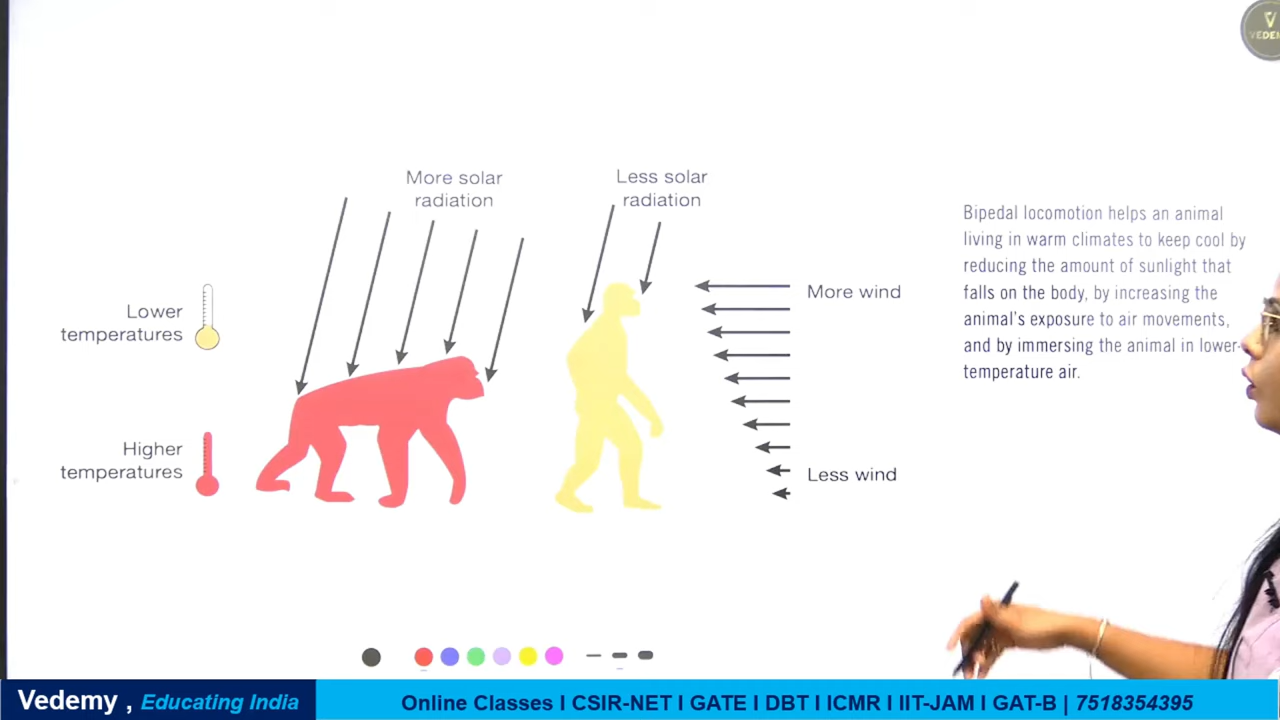 VEDEM
More solar
radiation
Less solar
radiation
Lower
temperatures
Higher
temperatures
More wind
Less wind
Bipedal locomotion helps an animal
living in warm climates to keep cool by
reducing the amount of sunlight that
falls on the body, by increasing the
animal's exposure to air movements,
and by immersing the animal in lower-
temperature air.
Vedemy , Educating India
Online Classes I CSIR-NET I GATE I DBT I ICMR I IIT-JAM I GAT-B | 7518354395